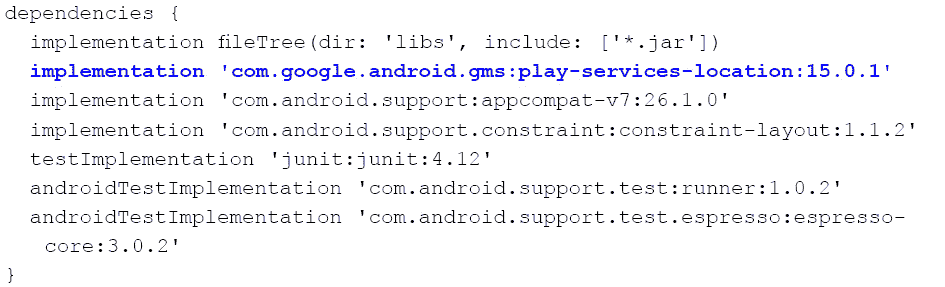 dependencies {
implementation fileTree(dir: 'libs', include: ['*.jar'])
implementation 'com.google.android.gms:play-services-location:15.0.1'
implementation 'com.android.support:appcompat-v7:26.1.0'
implementation 'com.android.support.constraint:constraint-layout:1.1.2'
testImplementation 'junit:junit:4.12'
androidTestImplementation 'com.android.support.test:runner:1.0.2'
androidTestImplementation 'com.android.support.test.espresso:espresso-
core:3.0.2'
}